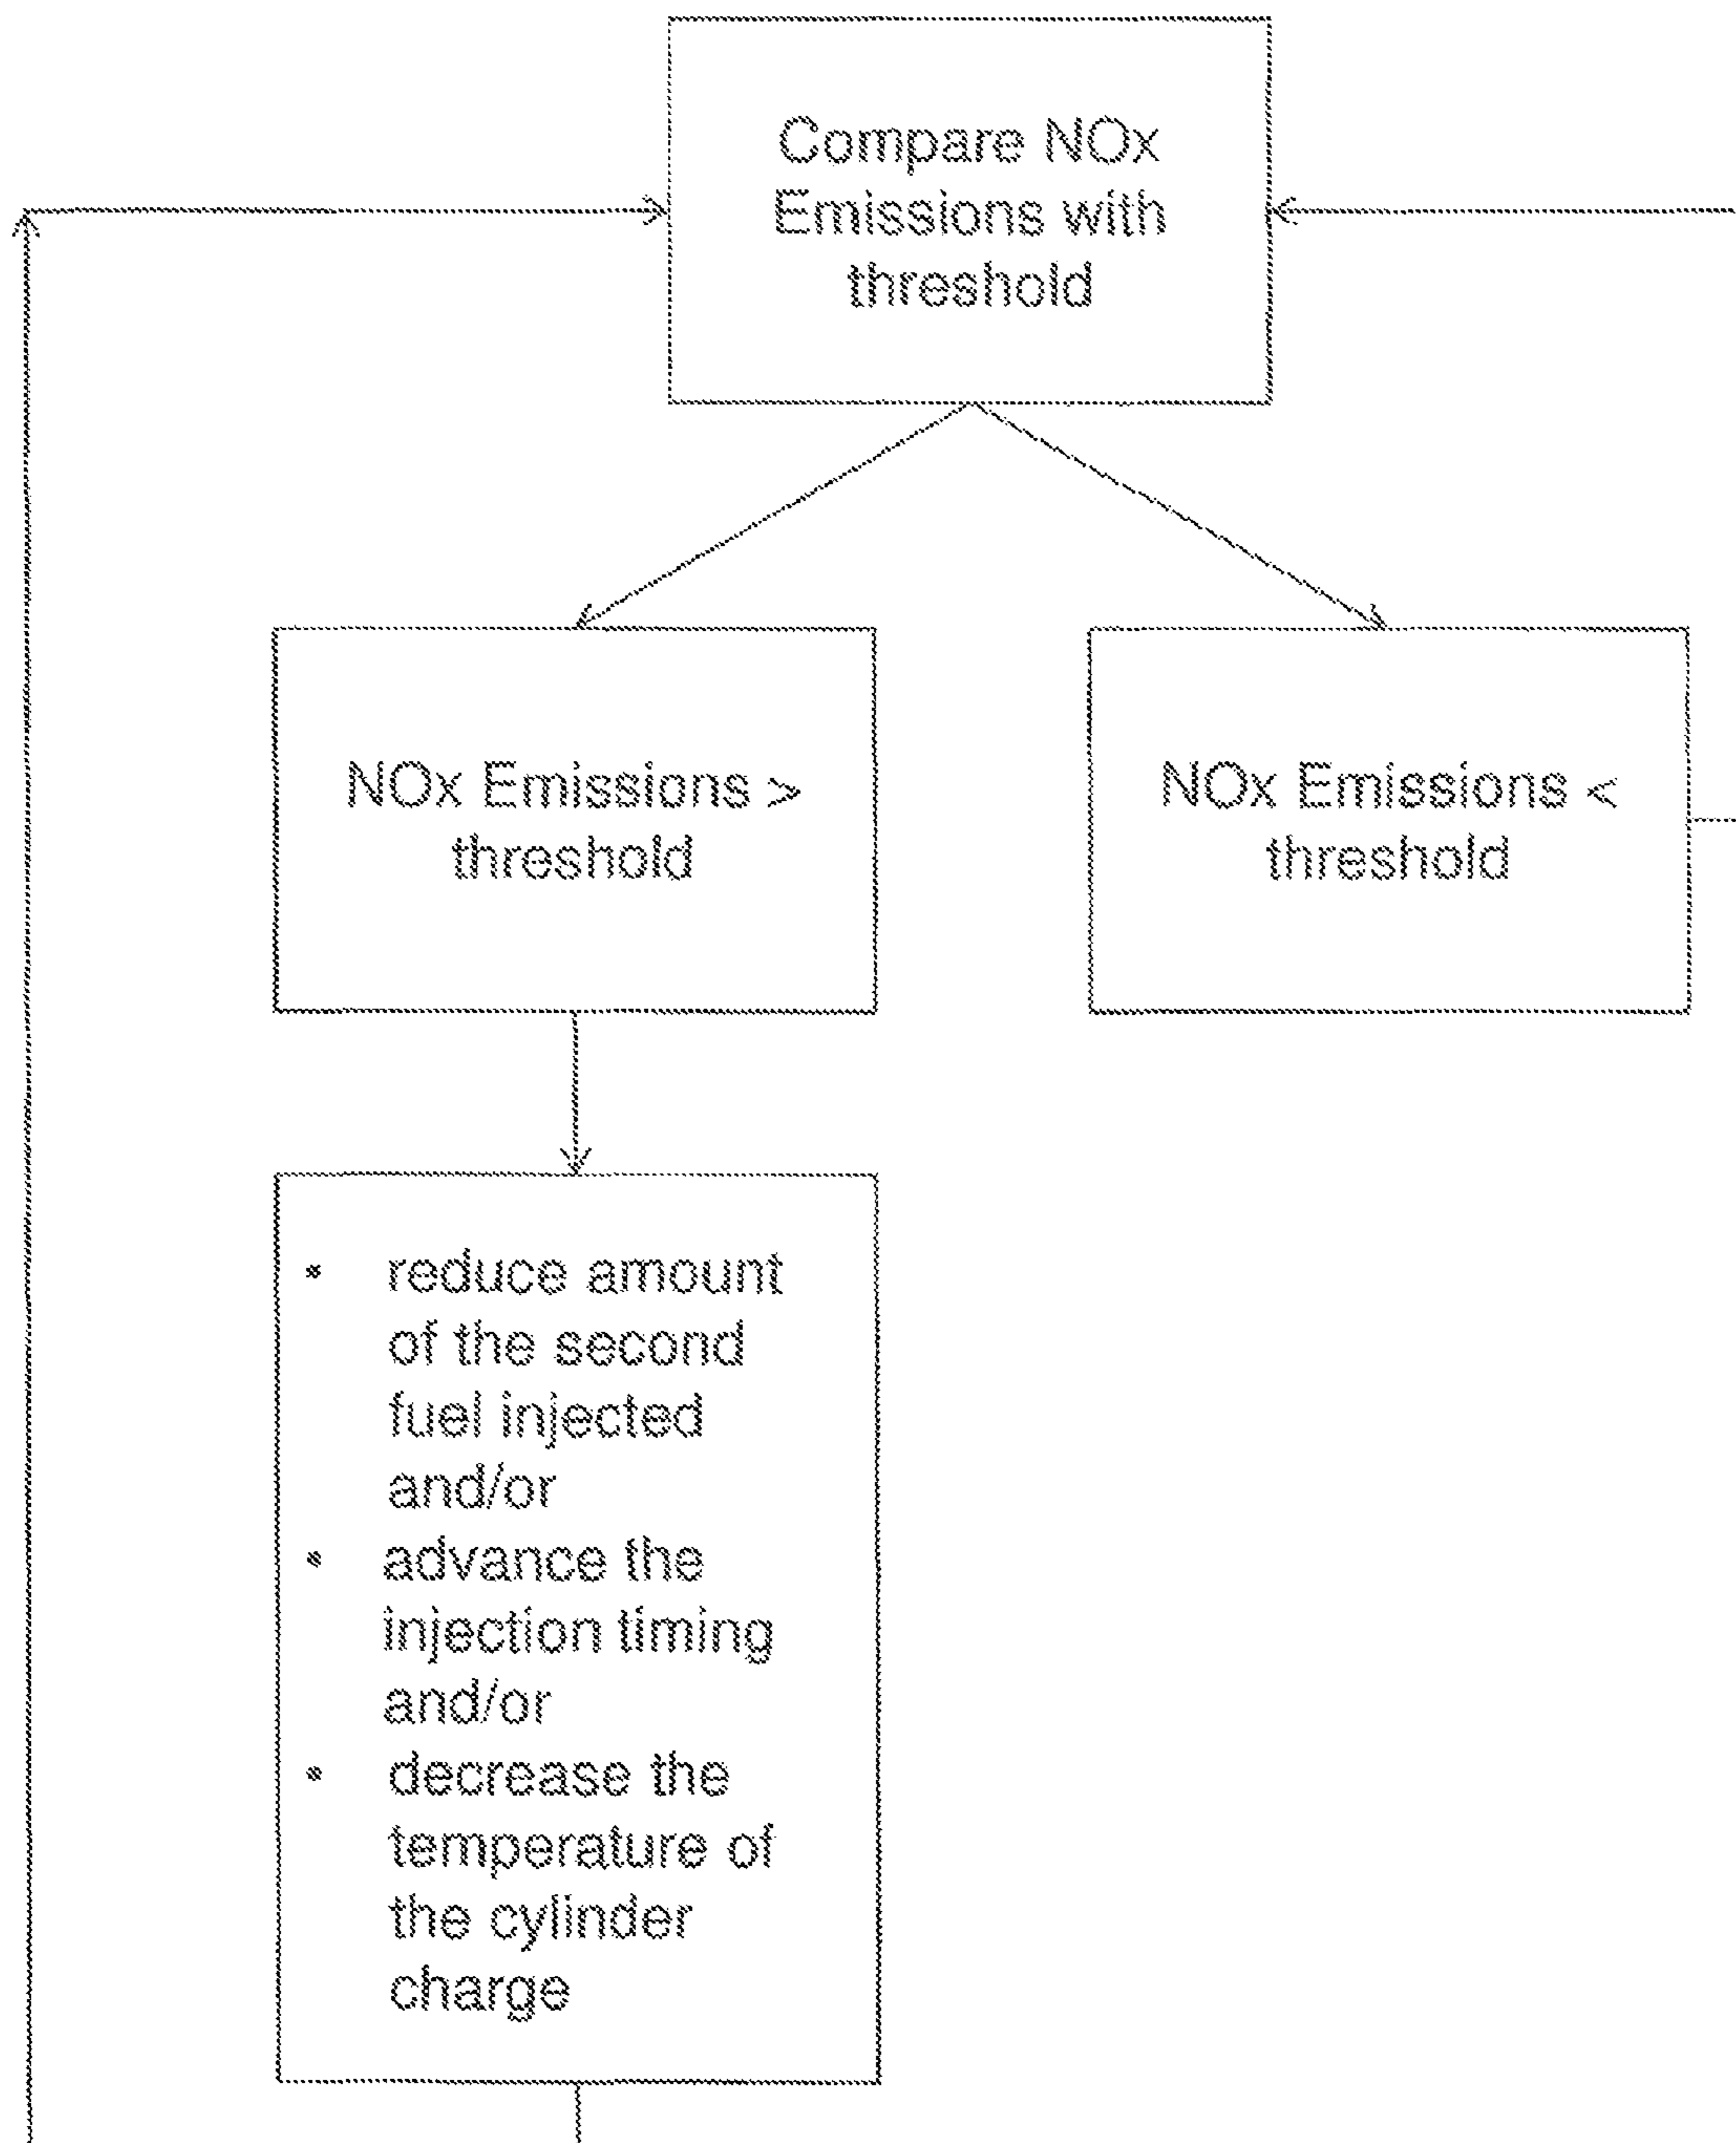 Compare NOx
Emissions with
threshold
NOx Emissions >
threshold
NOx Emissions <
threshold
• reduce amount
of the second
fuel injected
and/or
• advance the
injection timing
and/or
• decrease the
temperature of
the cylinder
charge